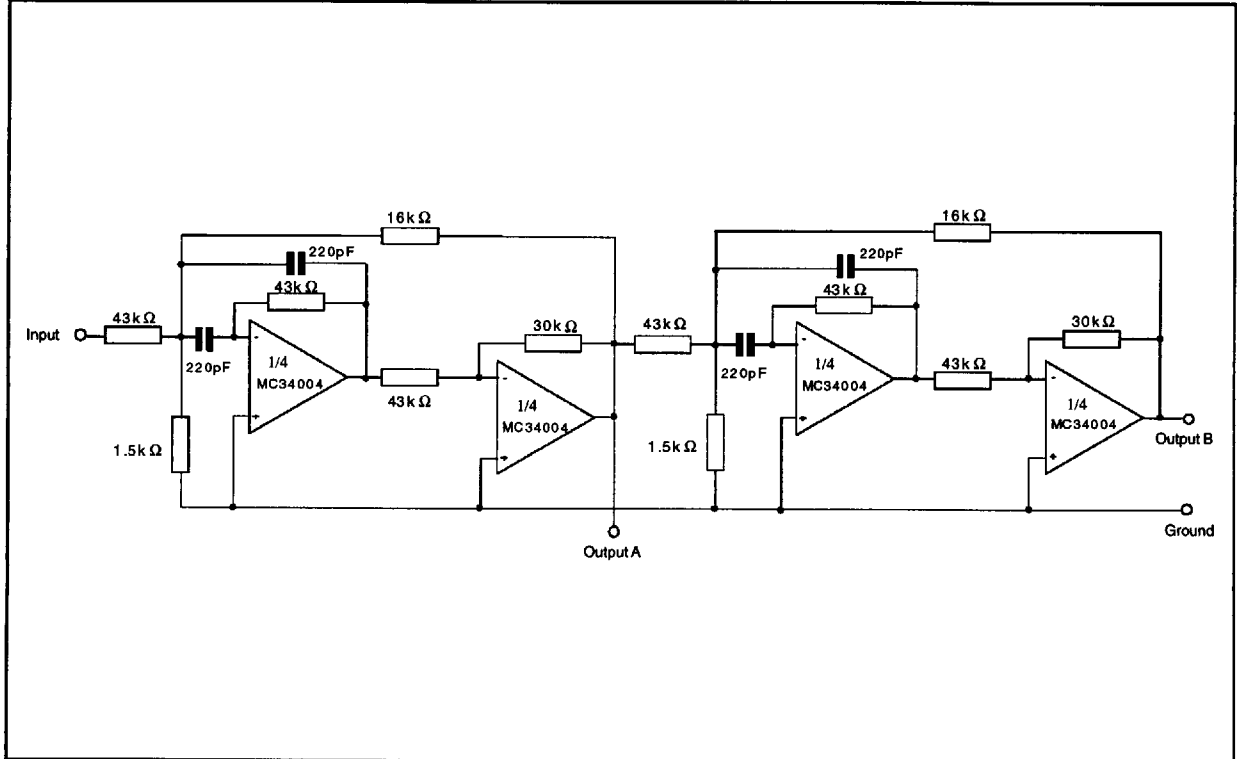 16kΩ
16kΩ
220pF
220pF
43kΩ
43kΩ
Input
43kΩ
30kΩ
43kΩ
30kΩ
-
1/4
MC34004
+
220pF
43kΩ
-
1/4
MC34004
+
220pF
-
1/4
MC34004
+
43kΩ
-
1/4
MC34004
+
1.5kΩ
1.5kΩ
Output B
Output A
Ground